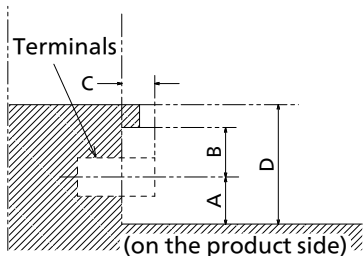 Terminals
C
B
D
A
(on the product side)